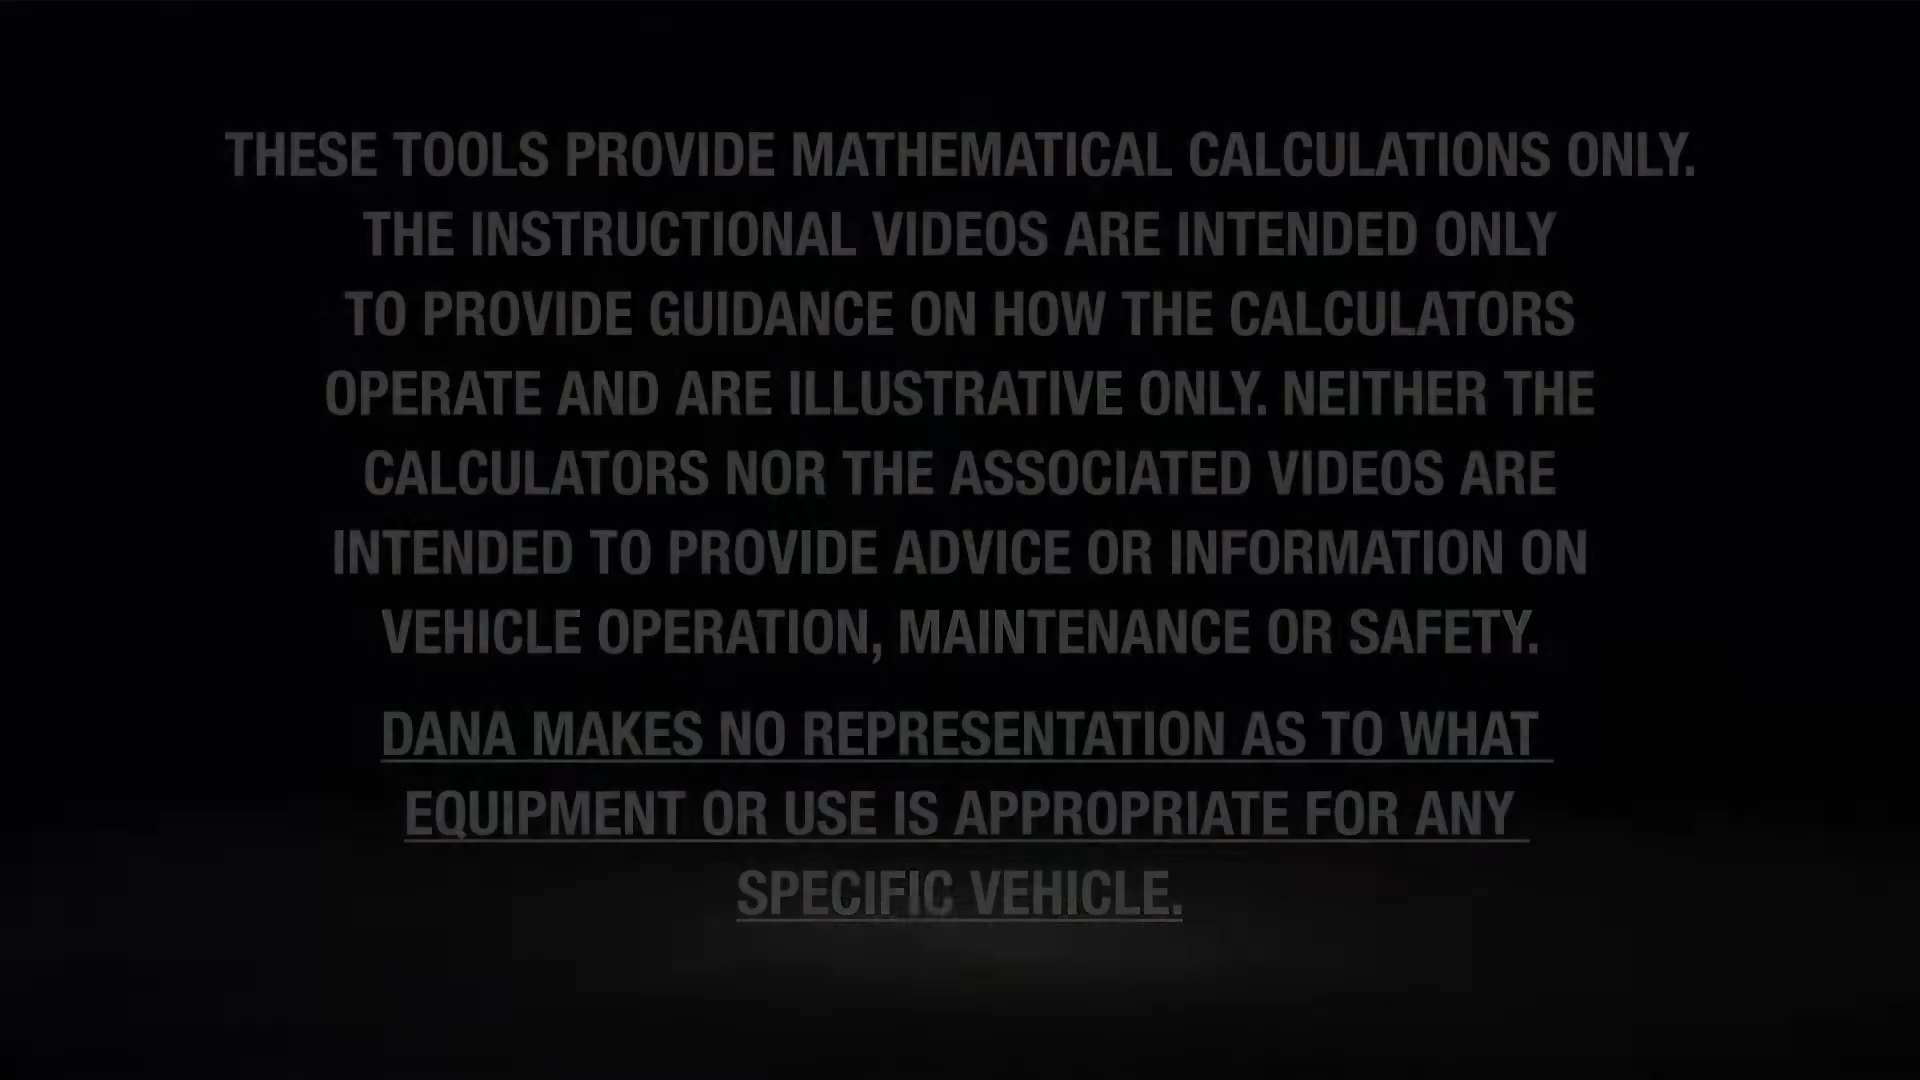 THESE TOOLS PROVIDE MATHEMATICAL CALCULATIONS ONLY.
THE INSTRUCTIONAL VIDEOS ARE INTENDED ONLY
TO PROVIDE GUIDANCE ON HOW THE CALCULATORS
OPERATE AND ARE ILLUSTRATIVE ONLY. NEITHER THE
CALCULATORS NOR THE ASSOCIATED VIDEOS ARE
INTENDED TO PROVIDE ADVICE OR INFORMATION ON
VEHICLE OPERATION, MAINTENANCE OR SAFETY.
DANA MAKES NO REPRESENTATION AS TO WHAT
EQUIPMENT OR USE IS APPROPRIATE FOR ANY
SPECIFIC VEHICLE.